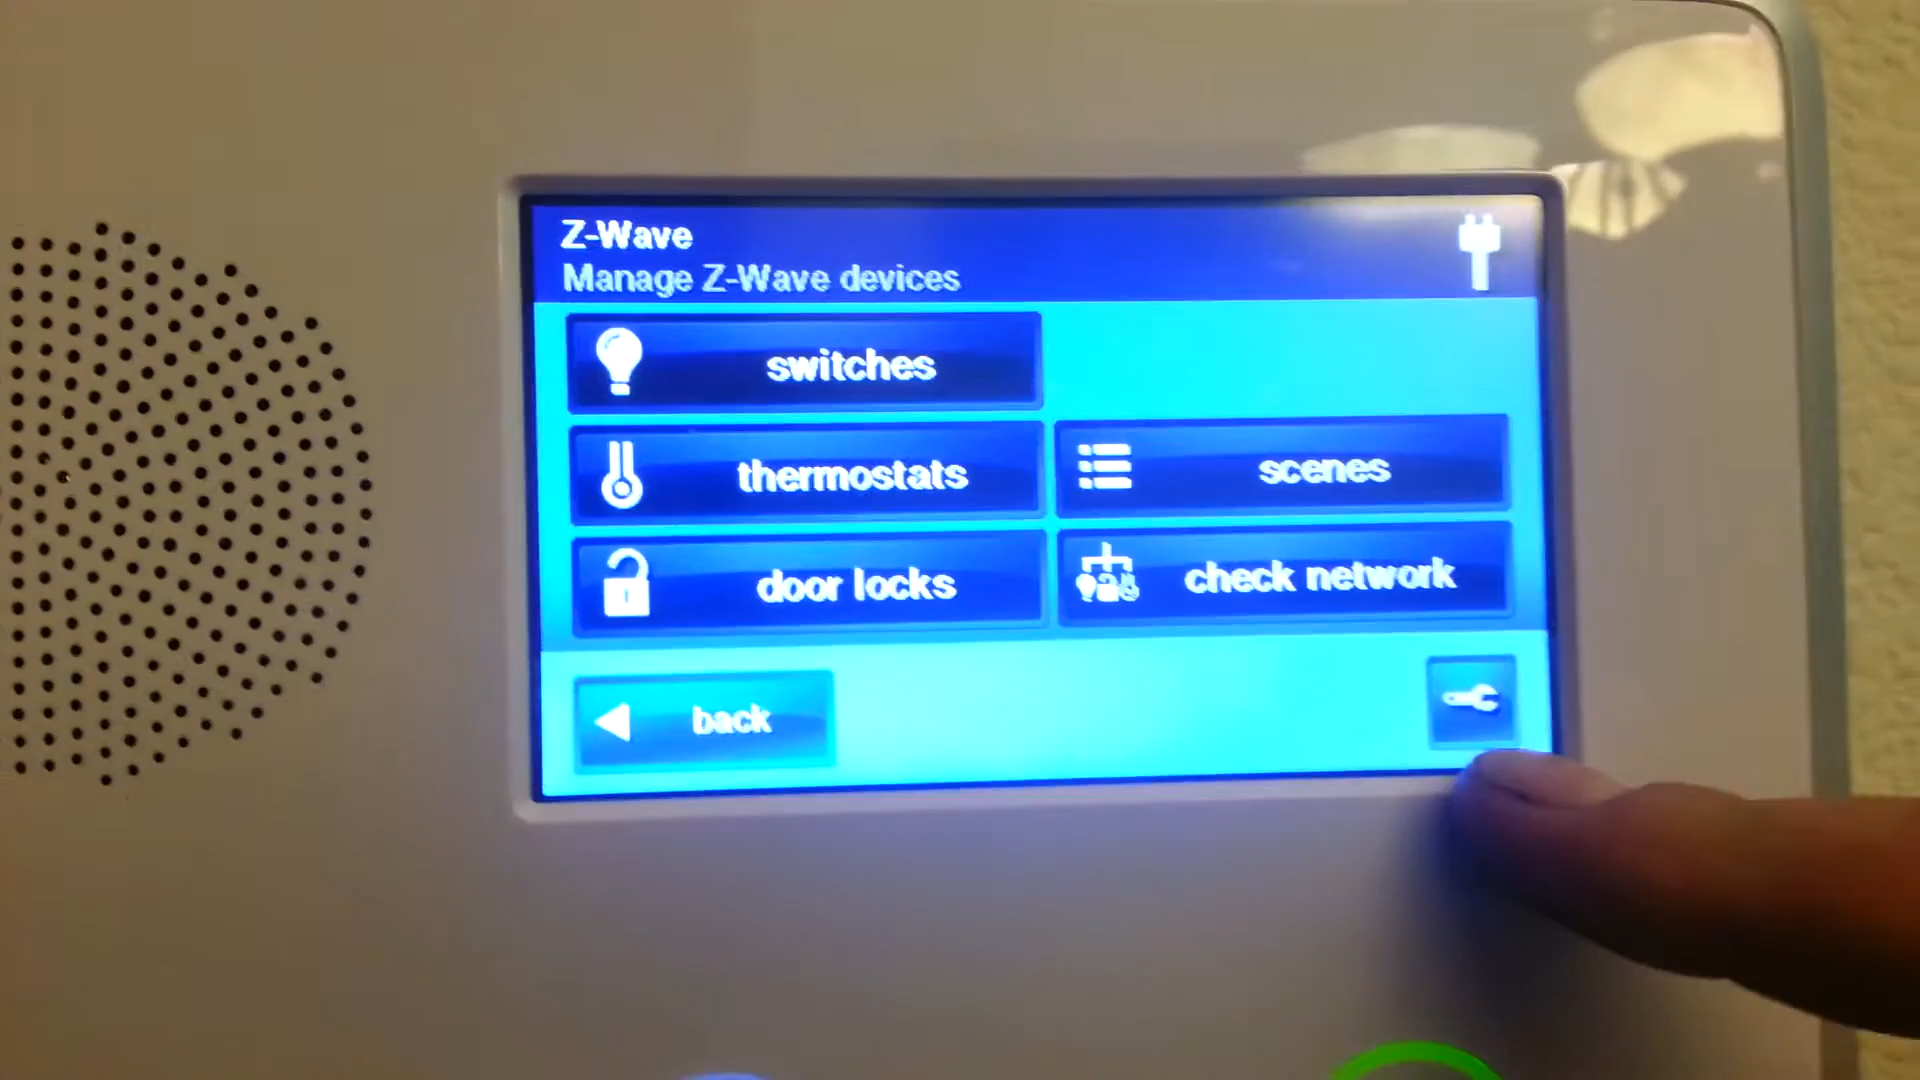 Z-Wave
Manage Z-Wave devices
switches
thermostats
scenes
door locks
check network
back